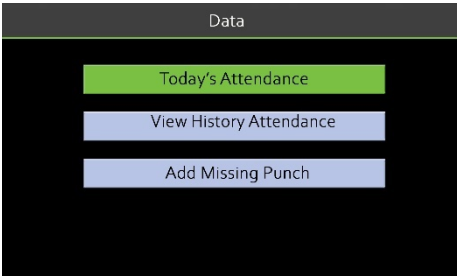 Data
Today's Attendance
View History Attendance
Add Missing Punch